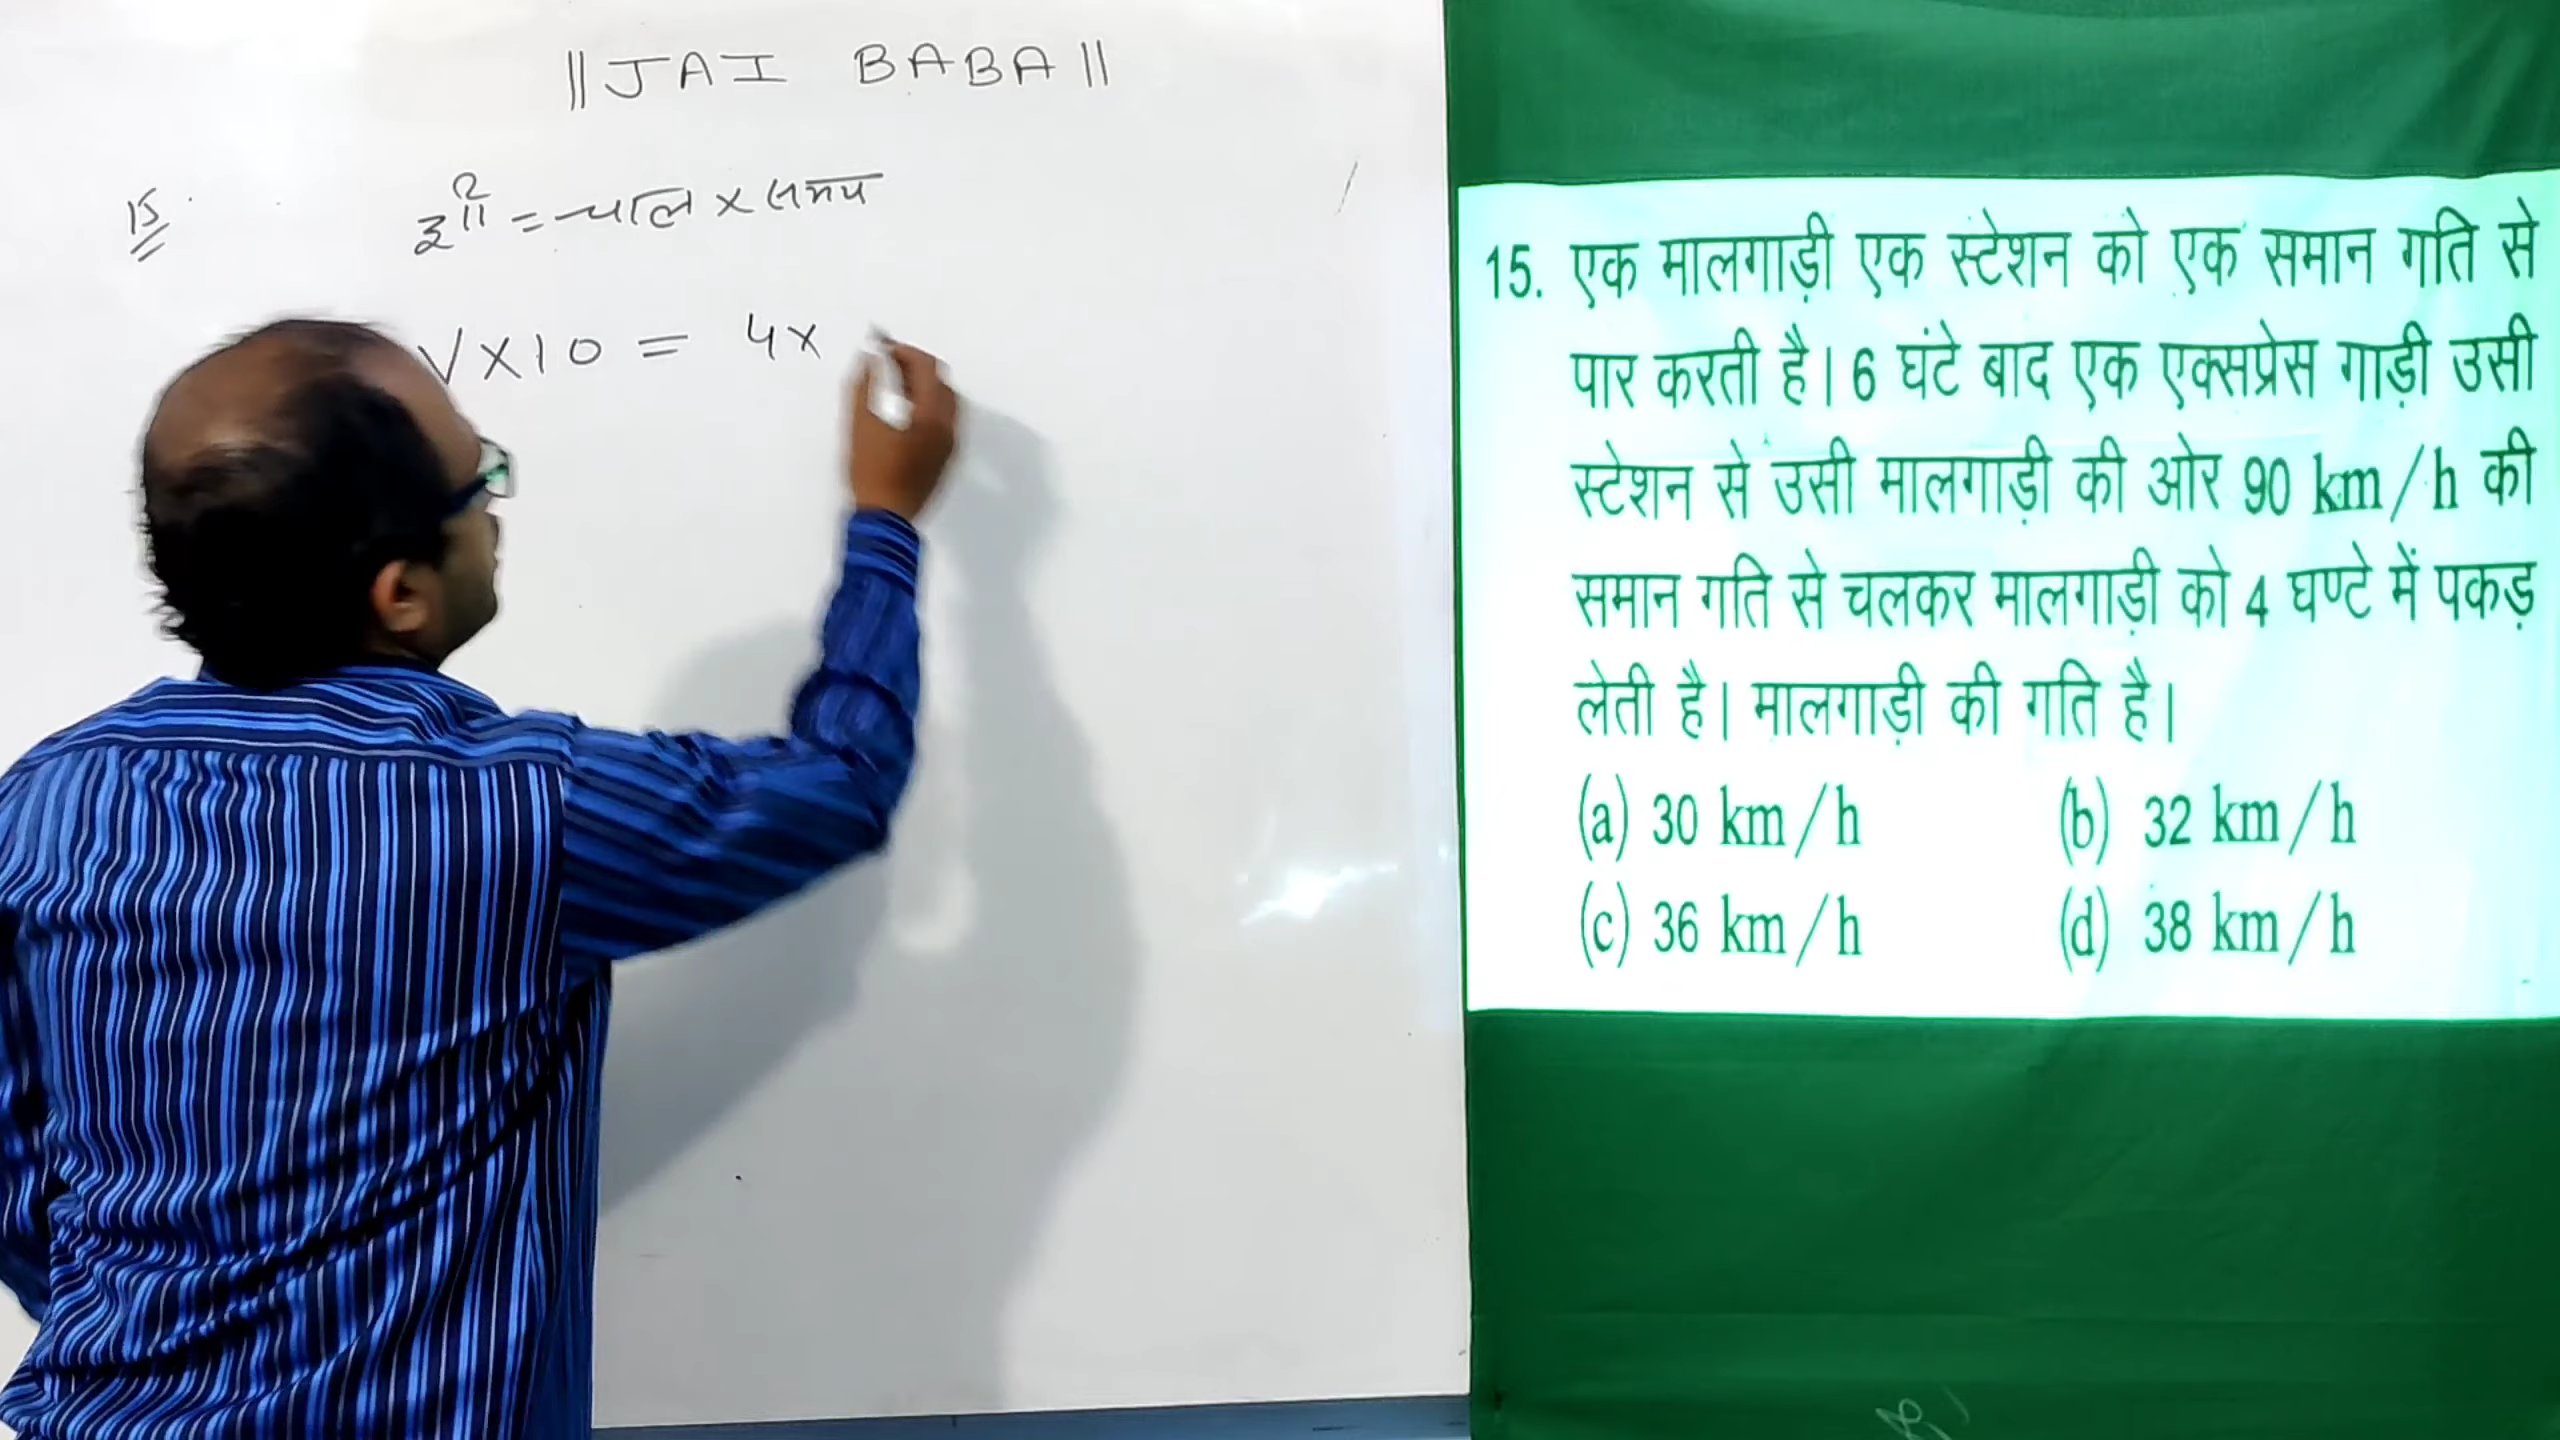 ||JAI BABA||
15.
दूरी = चाल × समय
V×10 = 4×
15. एक मालगाड़ी एक स्टेशन को एक समान गति से
पार करती है। 6 घंटे बाद एक एक्सप्रेस गाड़ी उसी
स्टेशन से उसी मालगाड़ी की ओर 90 km/h की
समान गति से चलकर मालगाड़ी को 4 घण्टे में पकड़
लेती है। मालगाड़ी की गति है।
(a) 30 km/h (b) 32 km/h
(c) 36 km/h (d) 38 km/h